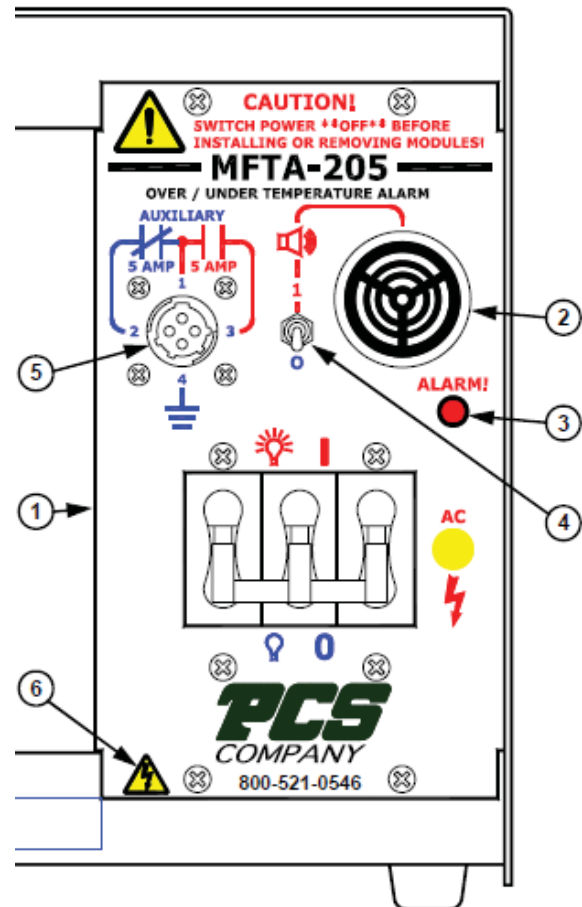 CAUTION!
SWITCH POWER **OFF** BEFORE
INSTALLING OR REMOVING MODULES!
MFTA-205
OVER / UNDER TEMPERATURE ALARM
AUXILIARY
5 AMP 5 AMP
1
1
2 3
0
4
2
ALARM!
3
5
4
1
AC
0
6
PCS
COMPANY
800-521-0546